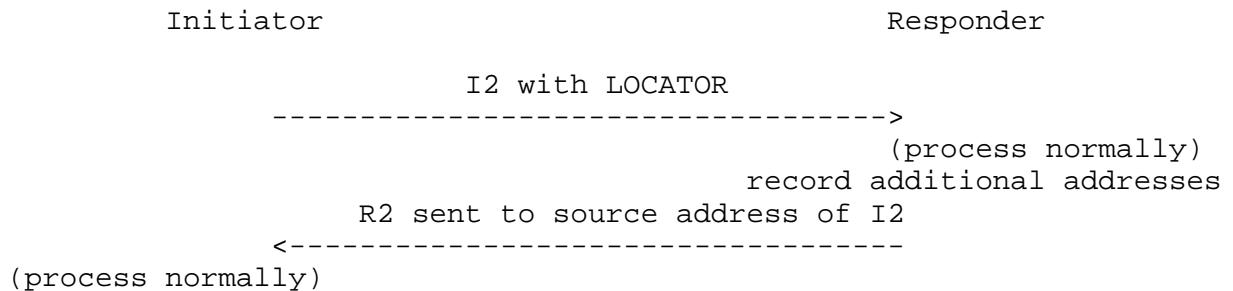 Initiator Responder
I2 with LOCATOR
----------------------------------->
(process normally)
record additional addresses
R2 sent to source address of I2
<-----------------------------------
(process normally)